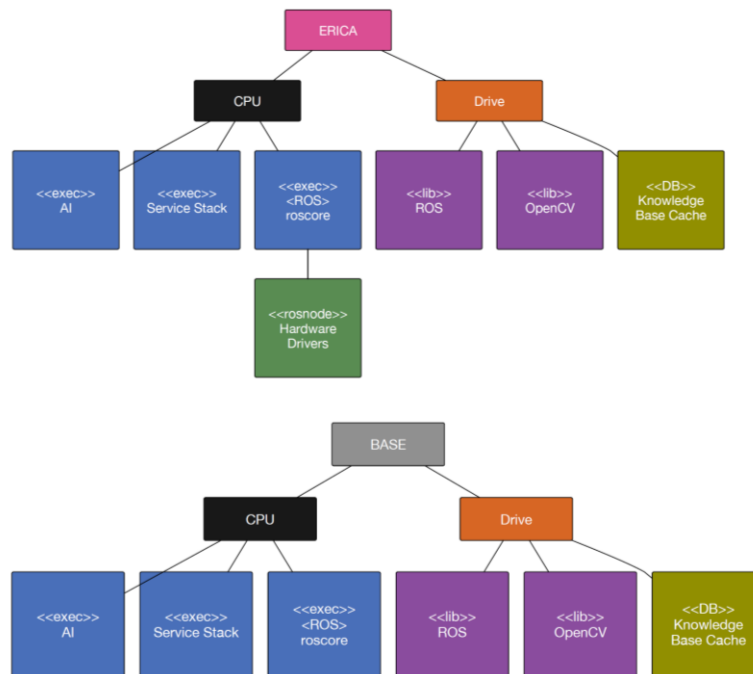 ERICA
CPU
Drive
<<exec>>
AI
<<exec>>
Service Stack
<<exec>>
<ROS>
roscore
<<lib>>
ROS
<<lib>>
OpenCV
<<DB>>
Knowledge
Base Cache
<<rosnode>>
Hardware
Drivers
BASE
CPU
Drive
<<exec>>
AI
<<exec>>
Service Stack
<<exec>>
<ROS>
roscore
<<lib>>
ROS
<<lib>>
OpenCV
<<DB>>
Knowledge
Base Cache